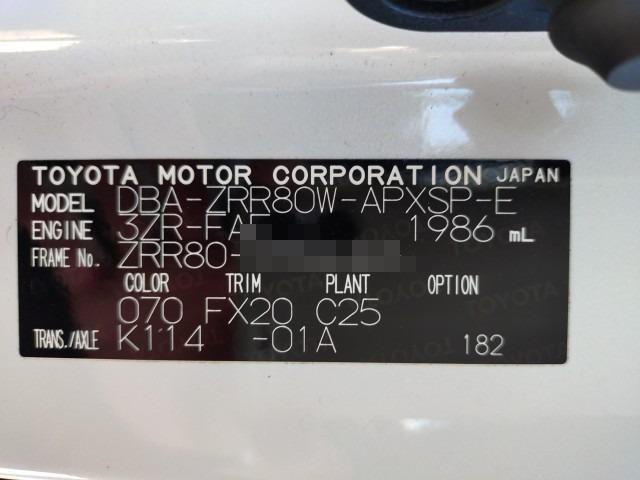 TOYOTA MOTOR CORPORATION JAPAN
MODEL DBA-ZRR80W-APXSP-E
ENGINE 3ZR-FAE 1986 mL
FRAME No. ZRR80-
COLOR TRIM PLANT OPTION
070 FX20 C25
TRANS./AXLE K114 -01A 182